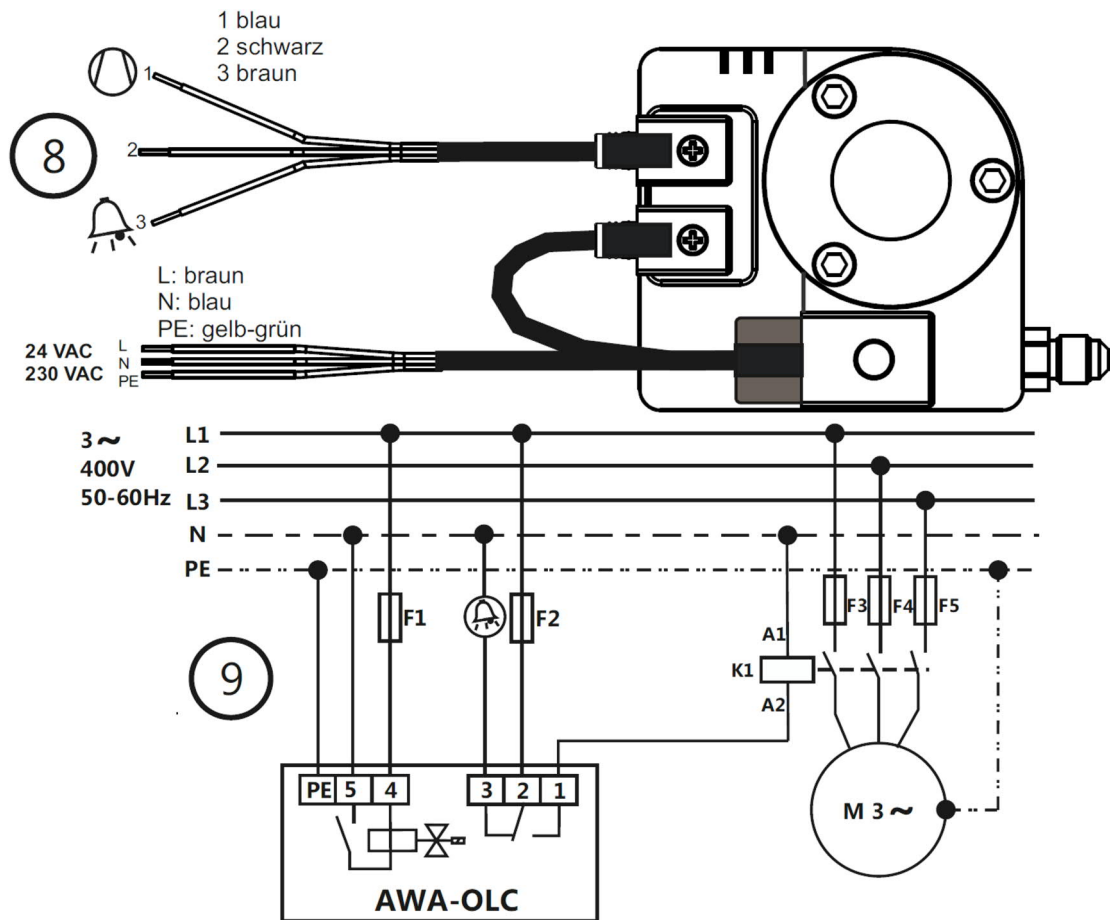 1 blau
2 schwarz
3 braun
1
8
2
3
L: braun
N: blau
PE: gelb-grün
24 VAC
230 VAC
L
N
PE
3~
400V
50-60Hz
L1
L2
L3
N
PE
F1
F2
F3
F4
F5
A1
K1
A2
9
PE 5 4
3 2 1
M 3~
AWA-OLC